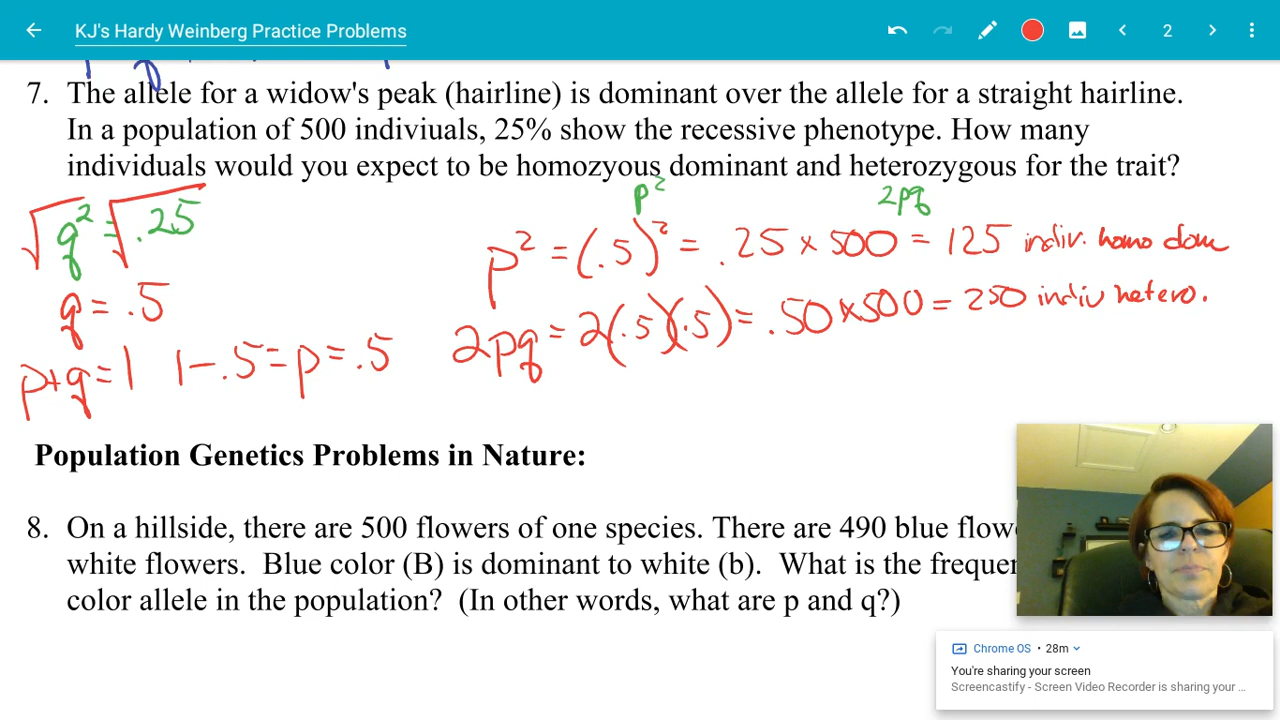 KJ's Hardy Weinberg Practice Problems
2
7. The allele for a widow's peak (hairline) is dominant over the allele for a straight hairline.
In a population of 500 indiviuals, 25% show the recessive phenotype. How many
individuals would you expect to be homozyous dominant and heterozygous for the trait?
p² 2pq
√q² = √.25
p² = (.5)² = .25 × 500 = 125 indiv. homo dom
q = .5
2pq = 2(.5)(.5) = .50 × 500 = 250 indiv hetero.
p+q=1 1-.5=p=.5
Population Genetics Problems in Nature:
8. On a hillside, there are 500 flowers of one species. There are 490 blue
white flowers. Blue color (B) is dominant to white (b). What is the
color allele in the population? (In other words, what are p and q?)
Chrome OS • 28m
You're sharing your screen
Screencastify - Screen Video Recorder is sharing your ...